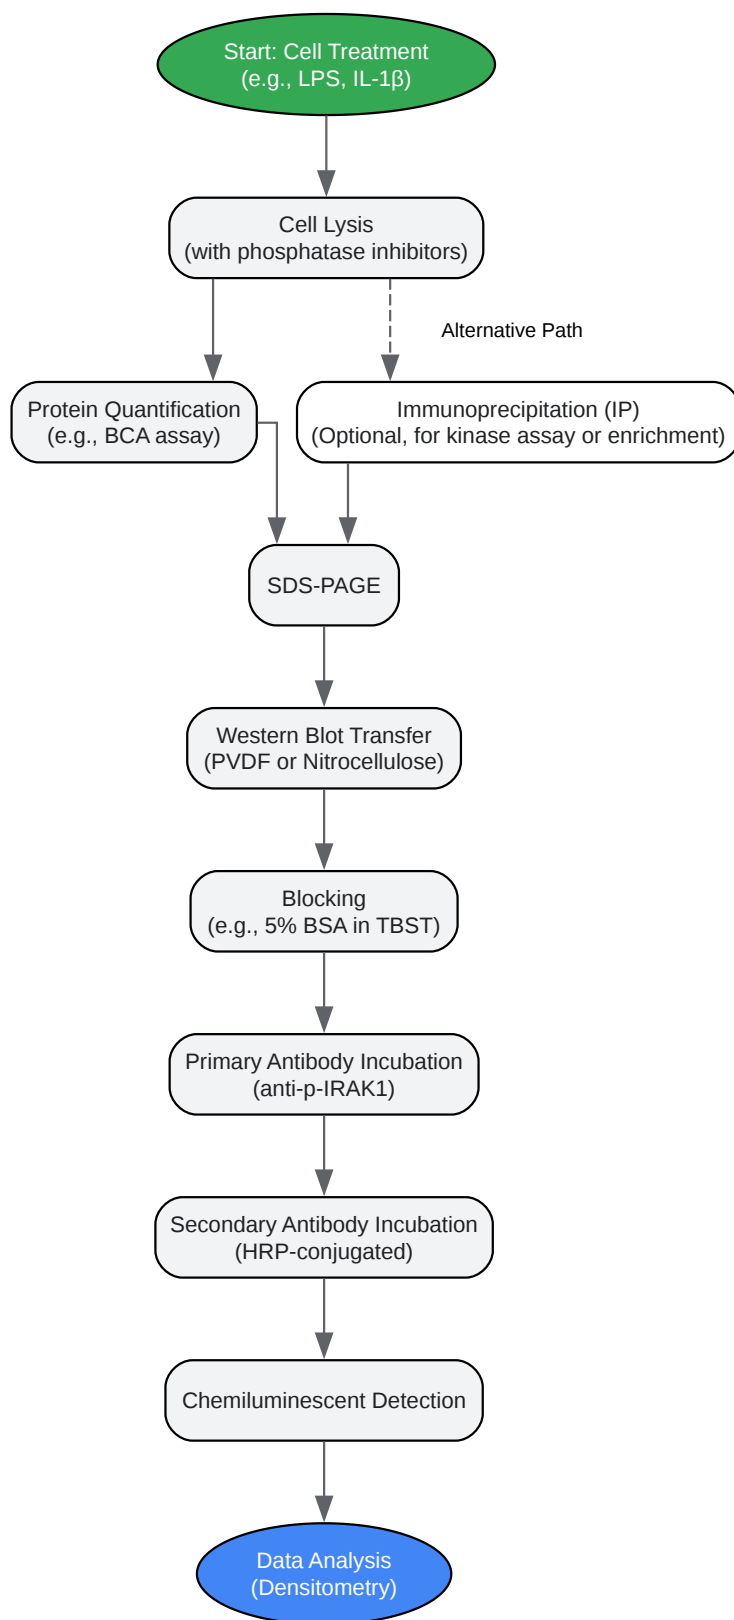 Start: Cell Treatment
(e.g., LPS, IL-1β)
Cell Lysis
(with phosphatase inhibitors)
Alternative Path
Protein Quantification
(e.g., BCA assay)
Immunoprecipitation (IP)
(Optional, for kinase assay or enrichment)
SDS-PAGE
Western Blot Transfer
(PVDF or Nitrocellulose)
Blocking
(e.g., 5% BSA in TBST)
Primary Antibody Incubation
(anti-p-IRAK1)
Secondary Antibody Incubation
(HRP-conjugated)
Chemiluminescent Detection
Data Analysis
(Densitometry)